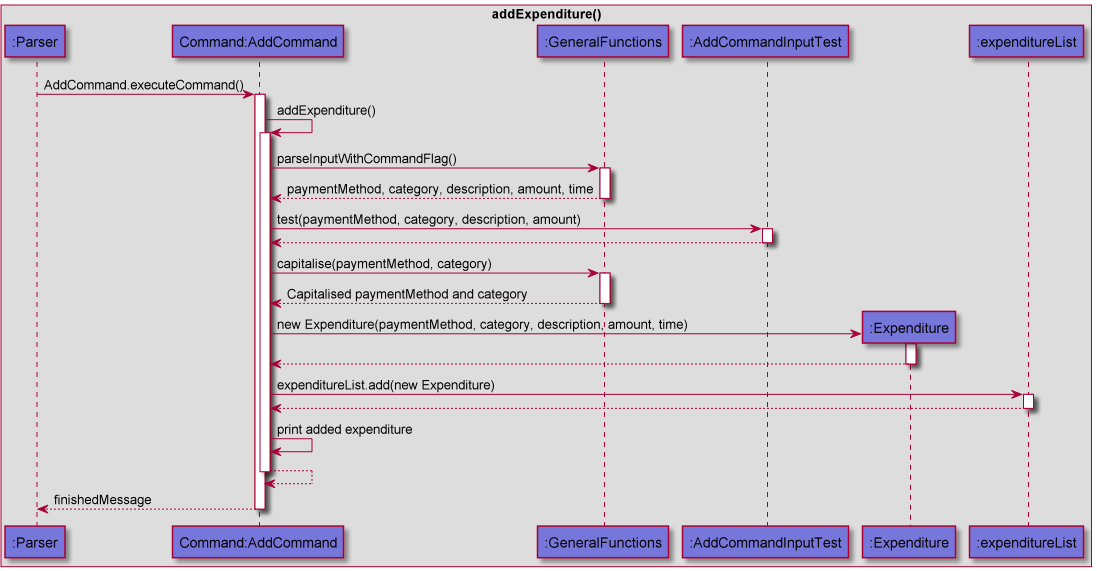 addExpenditure()
:Parser
Command:AddCommand
:GeneralFunctions
:AddCommandInputTest
:expenditureList
AddCommand.executeCommand()
addExpenditure()
parseInputWithCommandFlag()
paymentMethod, category, description, amount, time
test(paymentMethod, category, description, amount)
capitalise(paymentMethod, category)
Capitalised paymentMethod and category
new Expenditure(paymentMethod, category, description, amount, time)
:Expenditure
expenditureList.add(new Expenditure)
print added expenditure
finishedMessage
:Parser
Command:AddCommand
:GeneralFunctions
:AddCommandInputTest
:Expenditure
:expenditureList